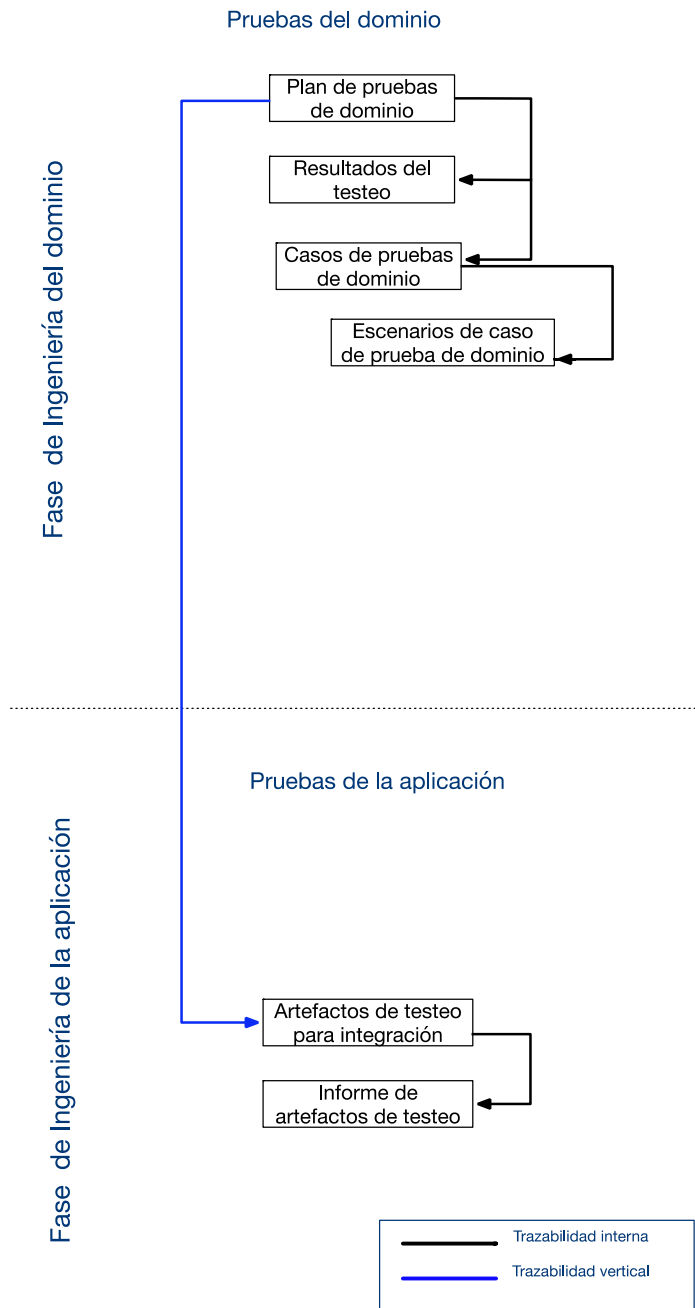 Pruebas del dominio
Fase  de Ingeniería del dominio
Plan de pruebas
de dominio
Resultados del
testeo
Casos de pruebas
de dominio
Escenarios de caso
de prueba de dominio
Pruebas de la aplicación
Fase  de Ingeniería de la aplicación
Artefactos de testeo
para integración
Informe de
artefactos de testeo
Trazabilidad interna
Trazabilidad vertical